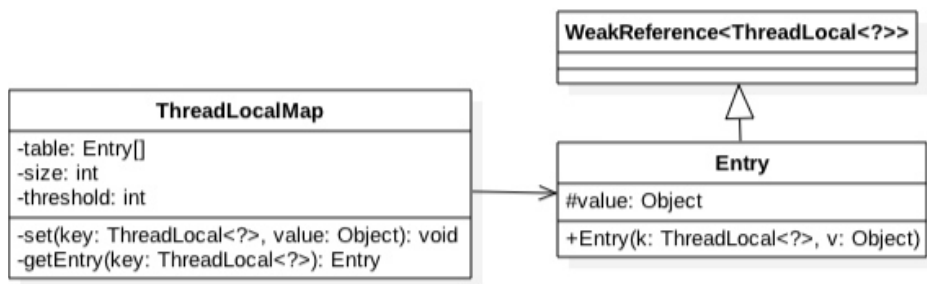 WeakReference<ThreadLocal<?>>
ThreadLocalMap
-table: Entry[]
-size: int
-threshold: int
-set(key: ThreadLocal<?>, value: Object): void
-getEntry(key: ThreadLocal<?>): Entry
Entry
#value: Object
+Entry(k: ThreadLocal<?>, v: Object)